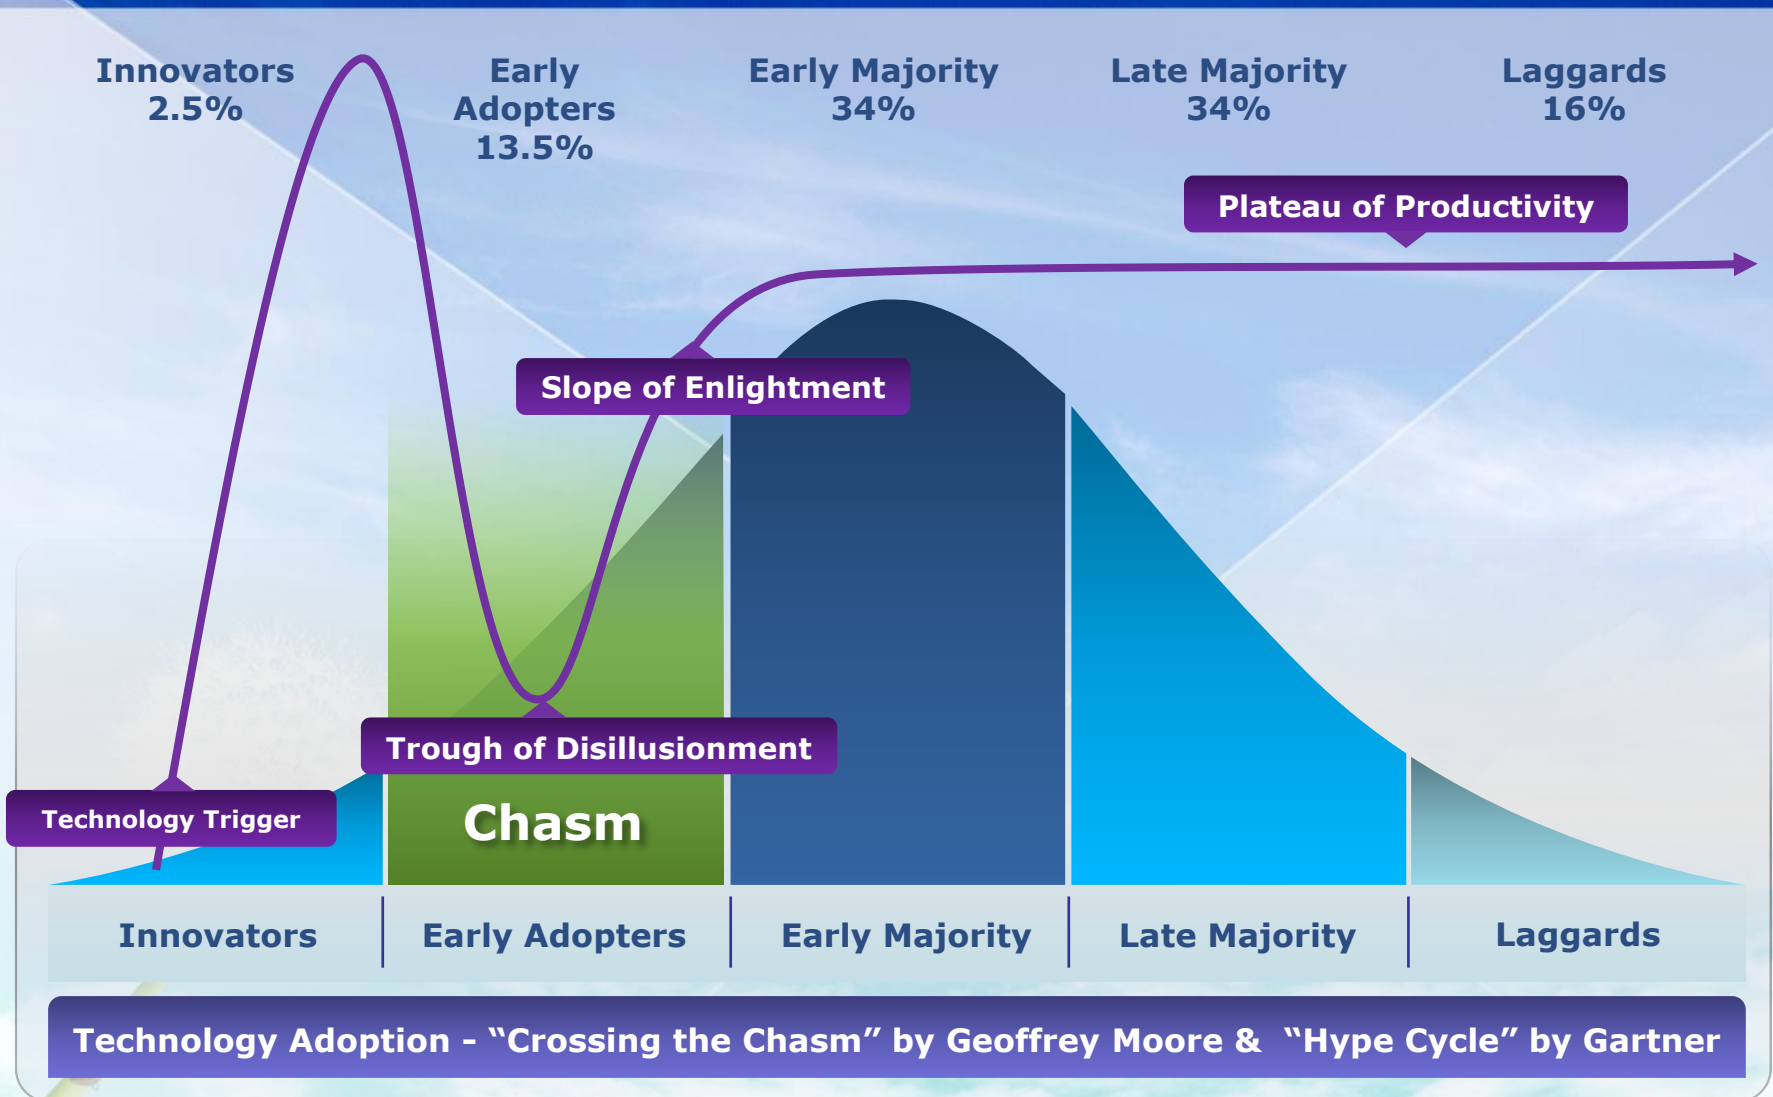 Innovators
2.5%
Early
Adopters
13.5%
Early Majority
34%
Late Majority
34%
Laggards
16%
Plateau of Productivity
Slope of Enlightment
Trough of Disillusionment
Technology Trigger
Chasm
Innovators
Early Adopters
Early Majority
Late Majority
Laggards
Technology Adoption - “Crossing the Chasm” by Geoffrey Moore & “Hype Cycle” by Gartner